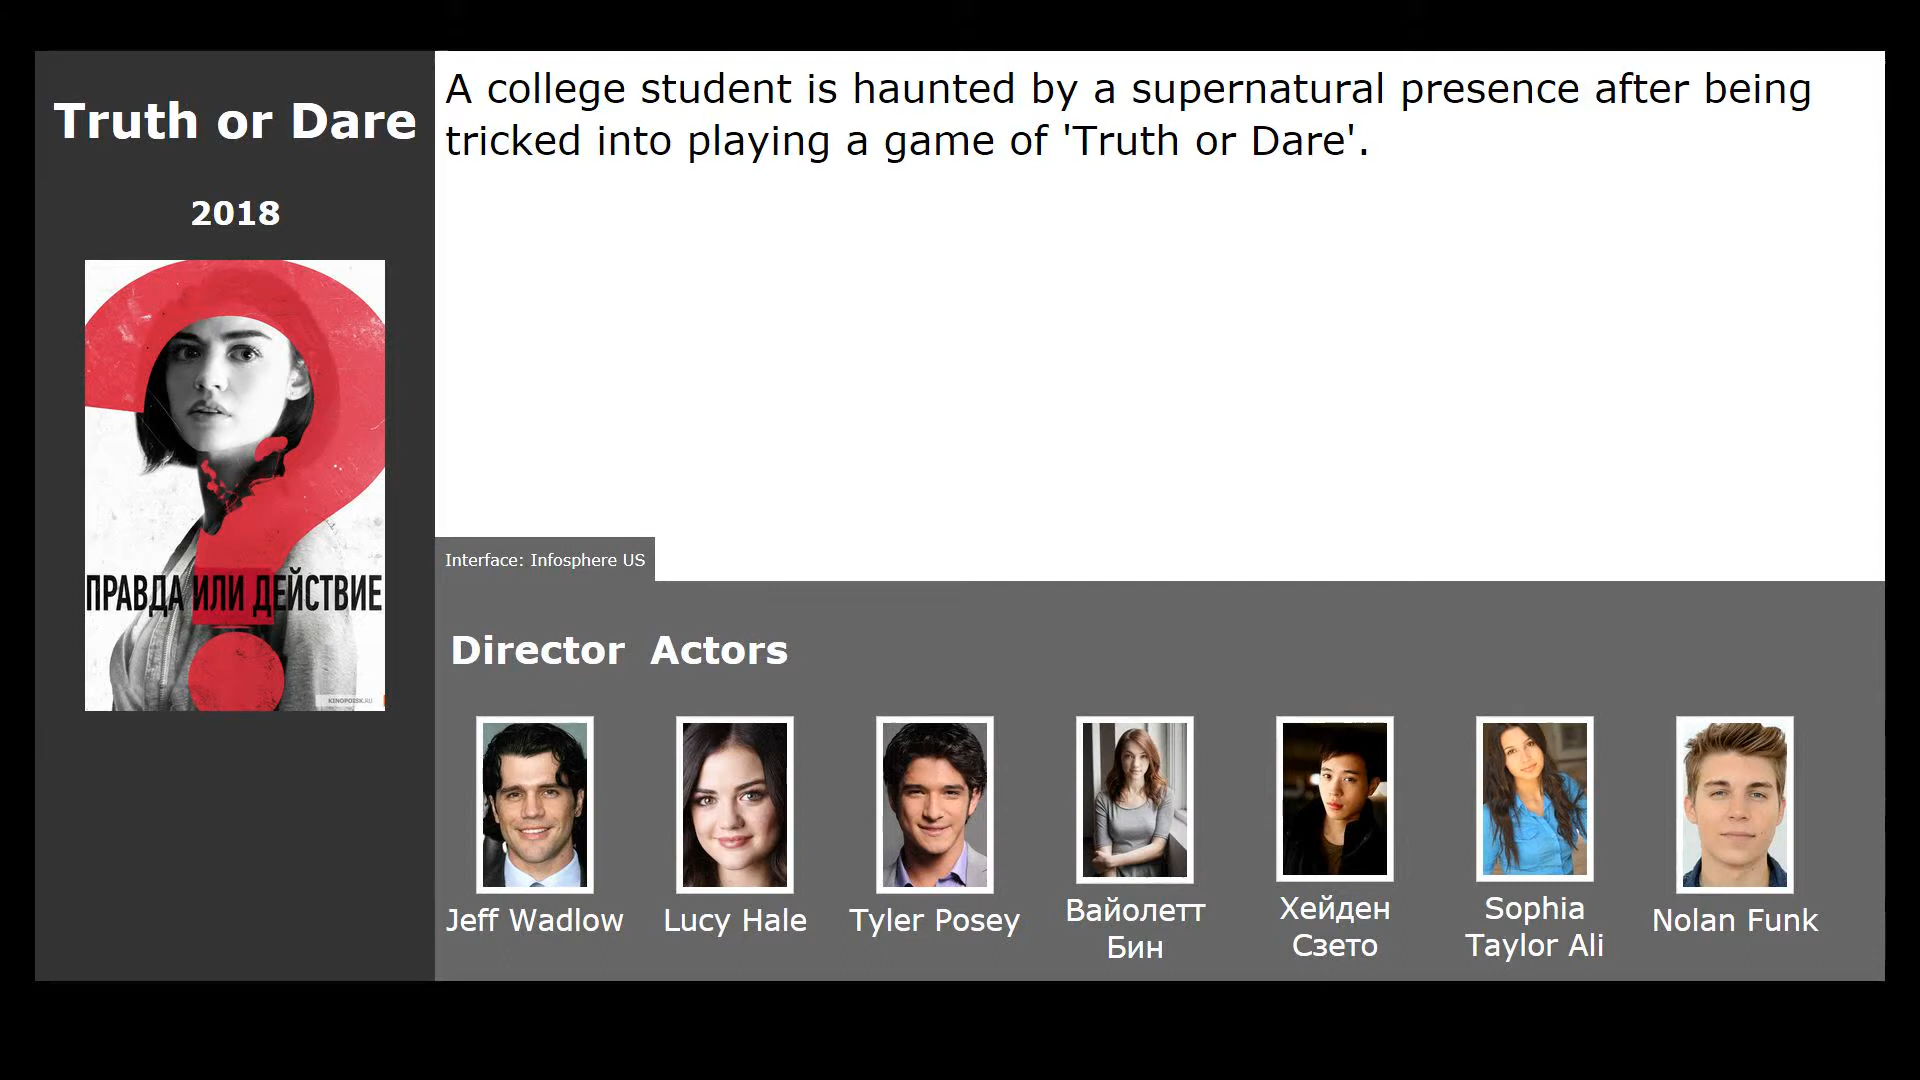 Truth or Dare
2018
ПРАВДА ИЛИ ДЕЙСТВИЕ
KINOPOISK.RU
A college student is haunted by a supernatural presence after being
tricked into playing a game of 'Truth or Dare'.
Interface: Infosphere US
Director Actors
Jeff Wadlow
Lucy Hale
Tyler Posey
Вайолетт
Бин
Хейден
Сзето
Sophia
Taylor Ali
Nolan Funk